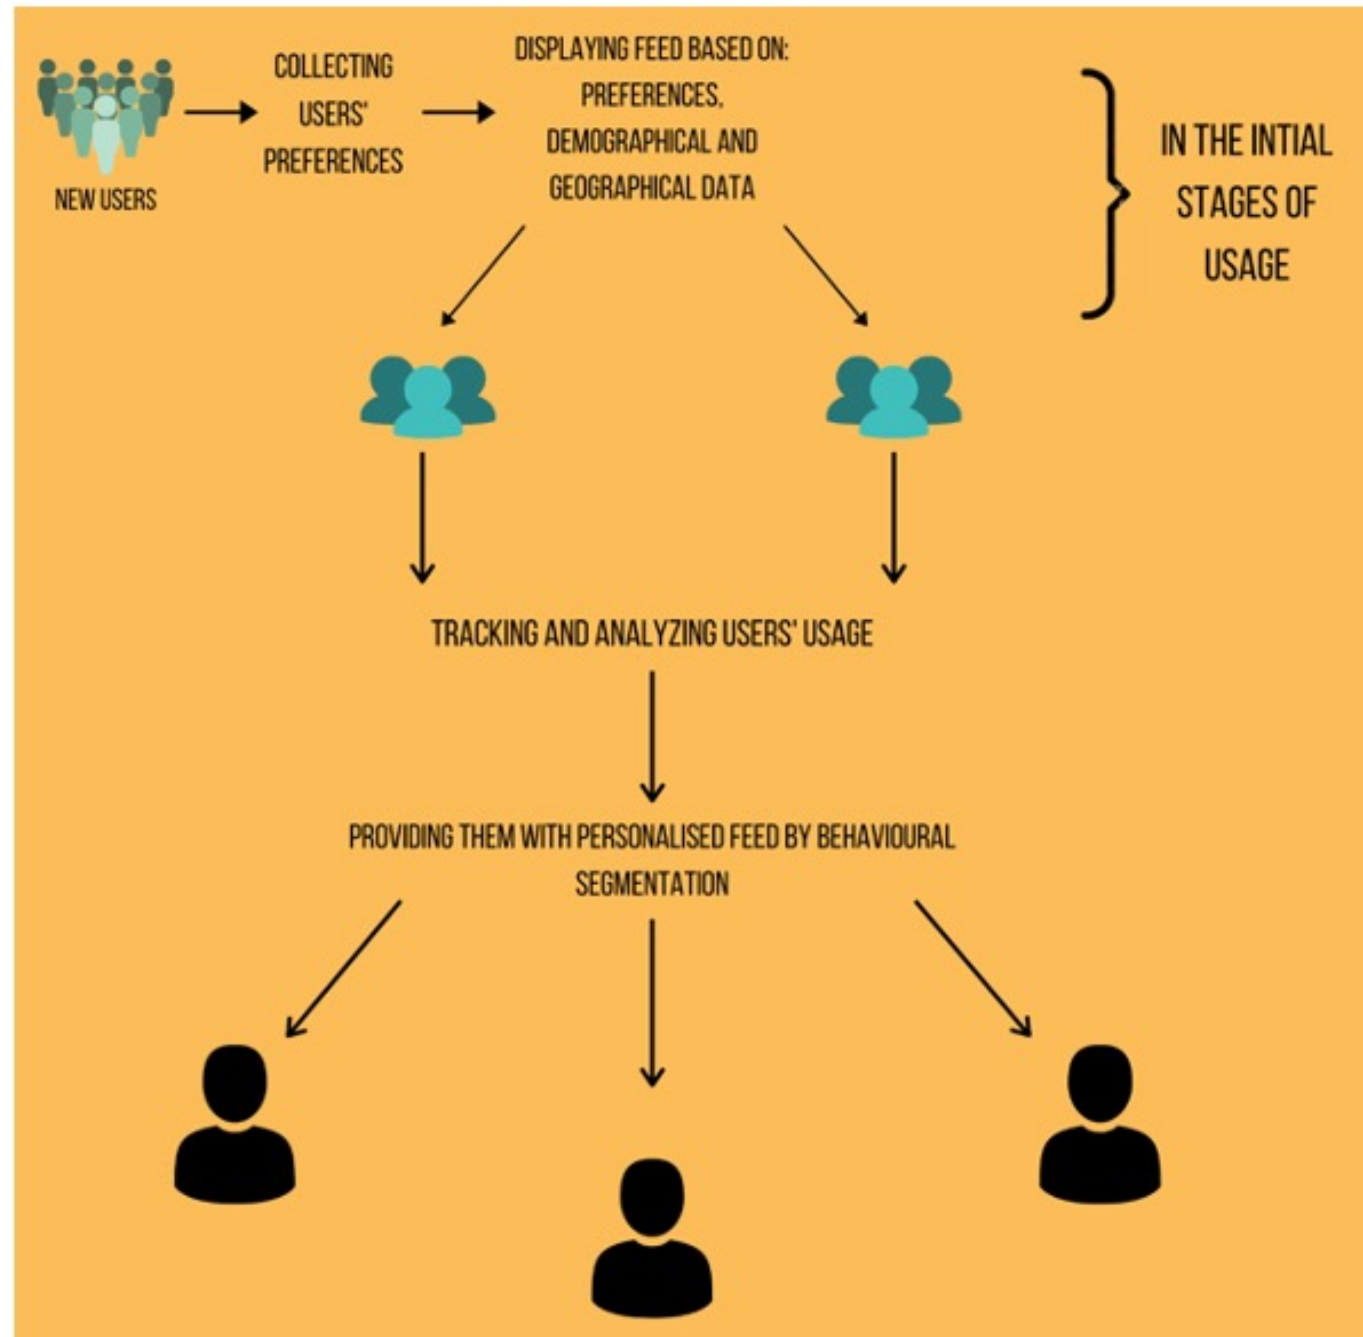 COLLECTING
USERS'
PREFERENCES
NEW USERS
DISPLAYING FEED BASED ON:
PREFERENCES,
DEMOGRAPHICAL AND
GEOGRAPHICAL DATA
IN THE INTIAL
STAGES OF
USAGE
TRACKING AND ANALYZING USERS' USAGE
PROVIDING THEM WITH PERSONALISED FEED BY BEHAVIOURAL
SEGMENTATION